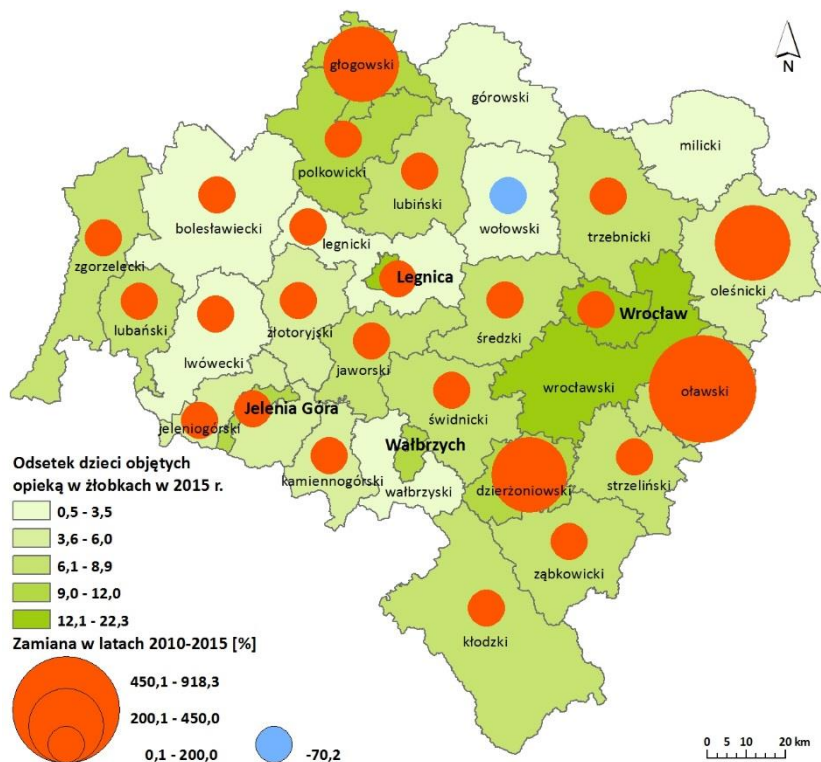 głogowski
górowski
N
milicki
polkowicki
lubiński
wołowski
trzebnicki
bolesławiecki
legnicki
zgorzelecki
Legnica
oleśnicki
lubański
złotoryjski
średzki
Wrocław
lwówecki
jaworski
wrocławski
oławski
świdnicki
Jelenia Góra
jeleniogórski
Wałbrzych
kamiennogórski
wałbrzyski
dzierżoniowski
strzeliński
ząbkowicki
kłodzki
Odsetek dzieci objętych
opieką w żłobkach w 2015 r.
0,5 - 3,5
3,6 - 6,0
6,1 - 8,9
9,0 - 12,0
12,1 - 22,3
Zamiana w latach 2010-2015 [%]
450,1 - 918,3
200,1 - 450,0
0,1 - 200,0
-70,2
0 5 10 20 km